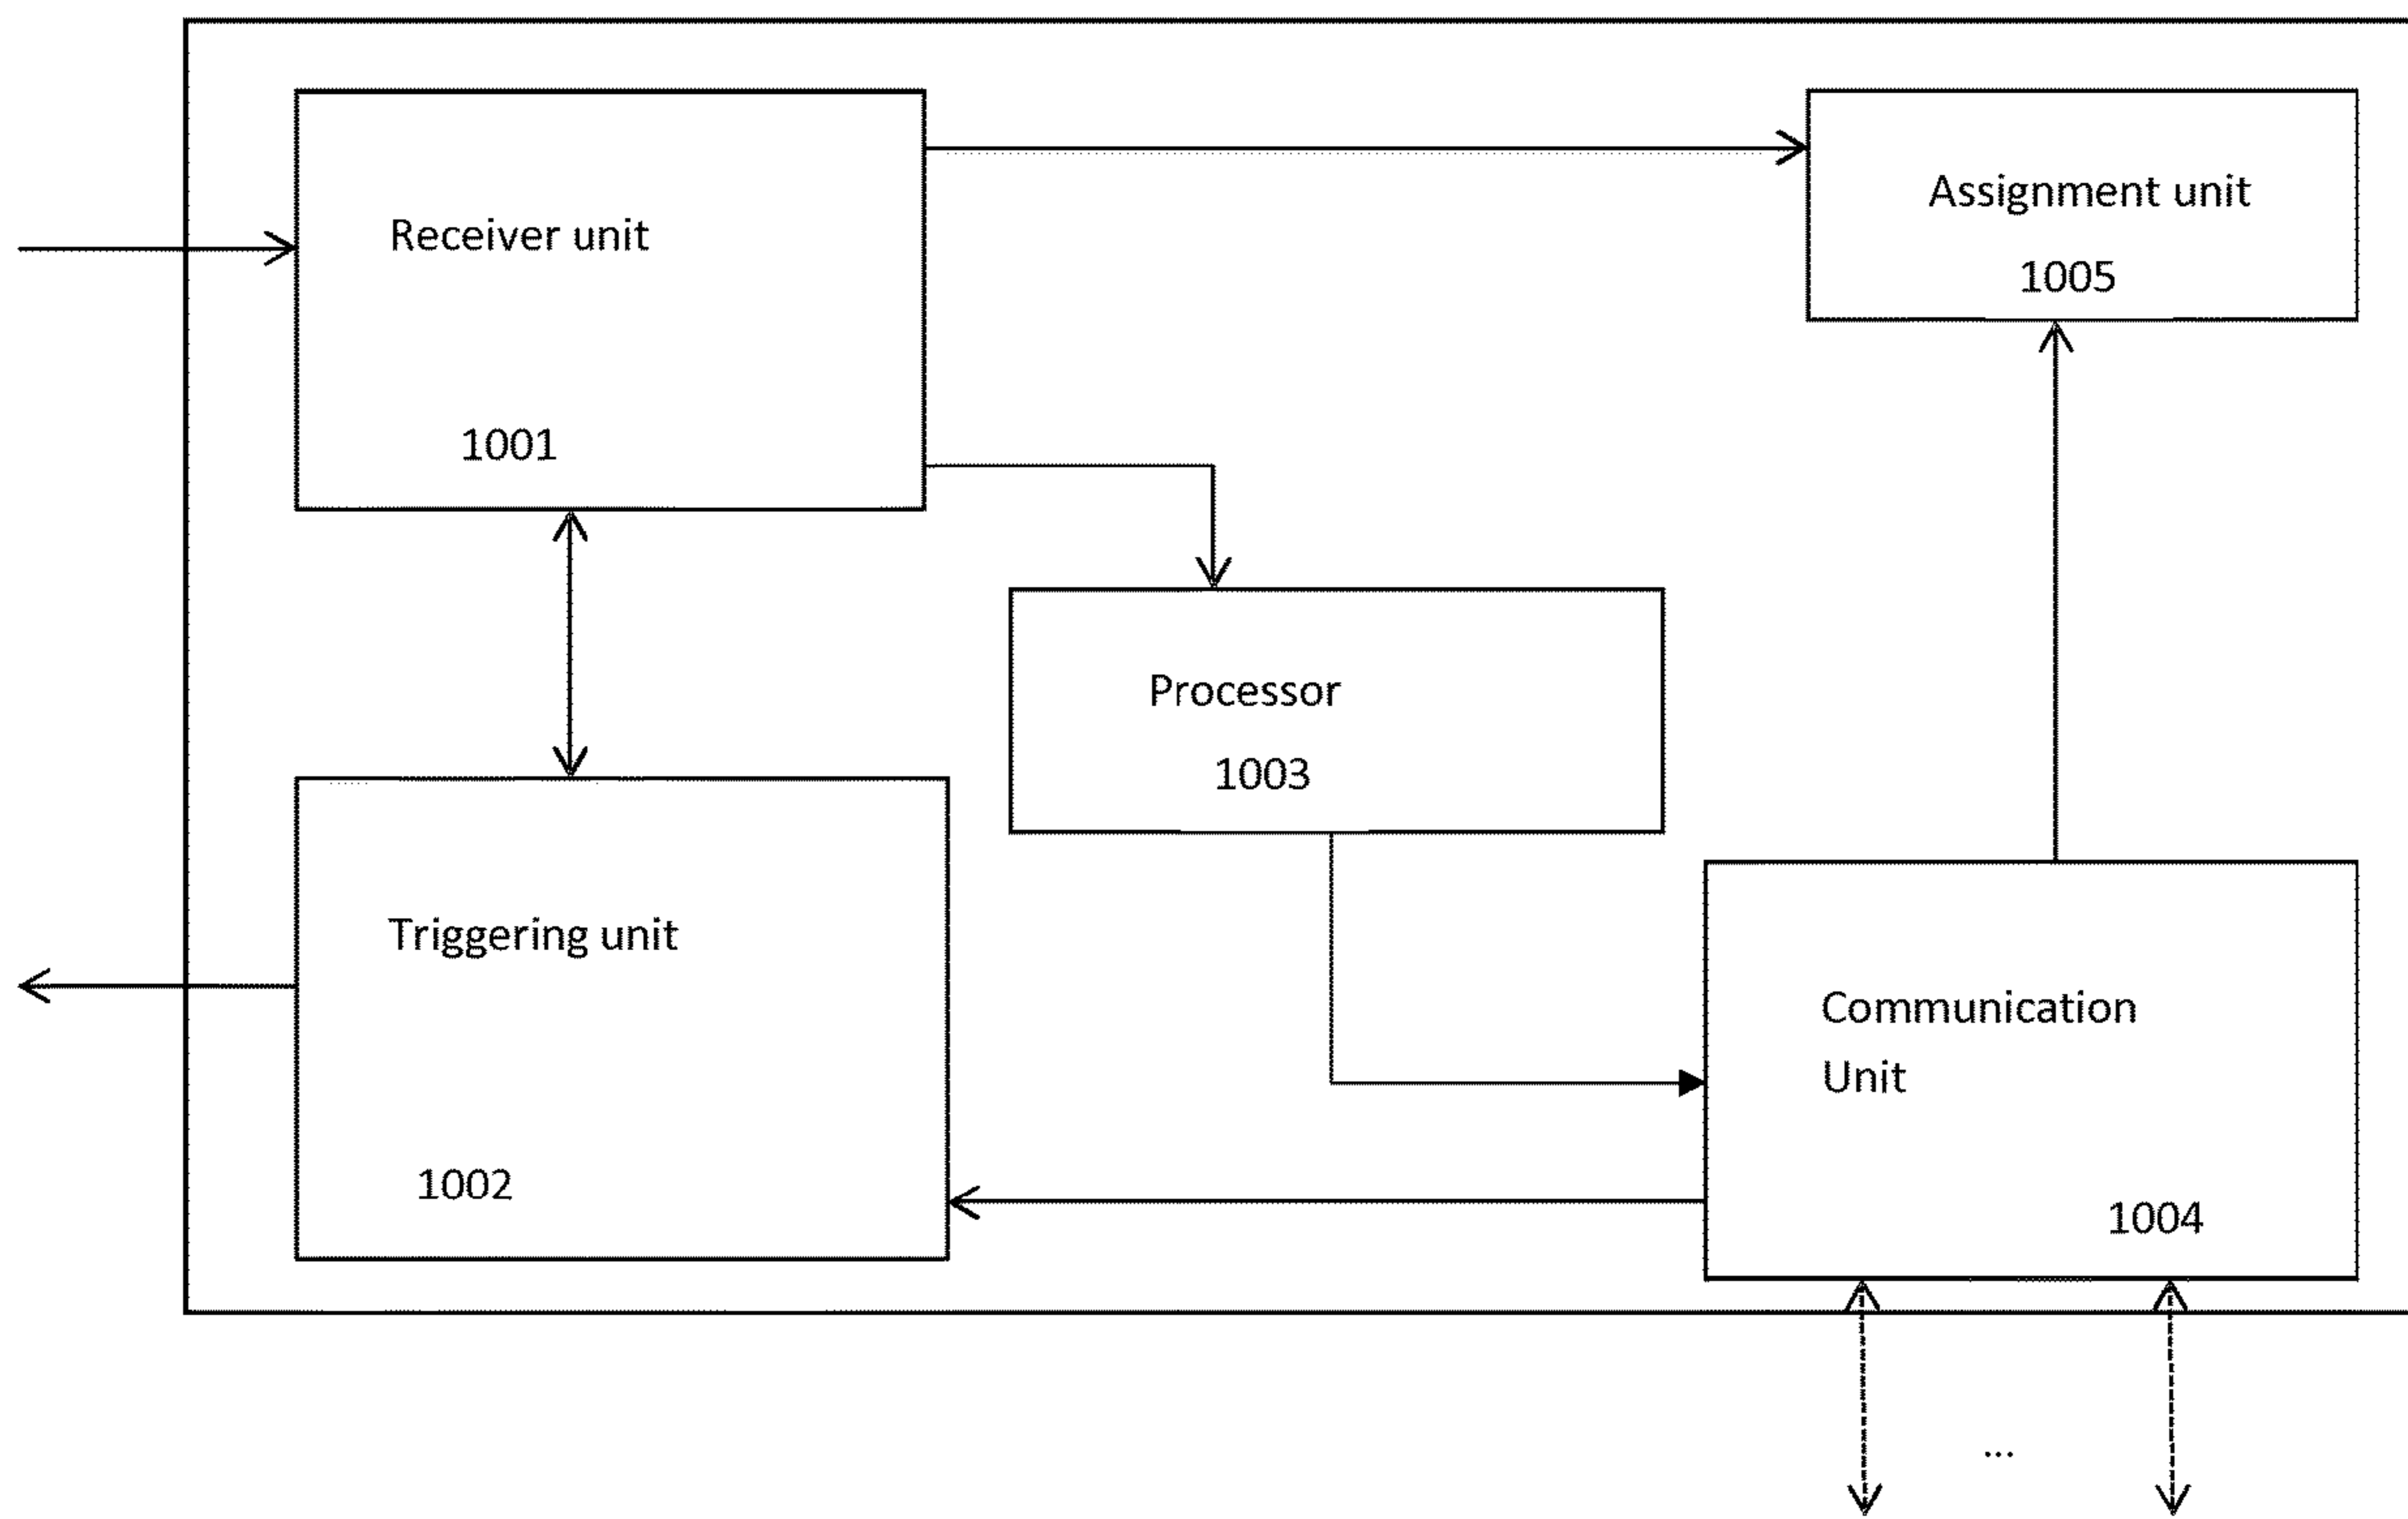 Receiver unit
1001
Assignment unit
1005
Processor
1003
Triggering unit
1002
Communication
Unit
1004
...